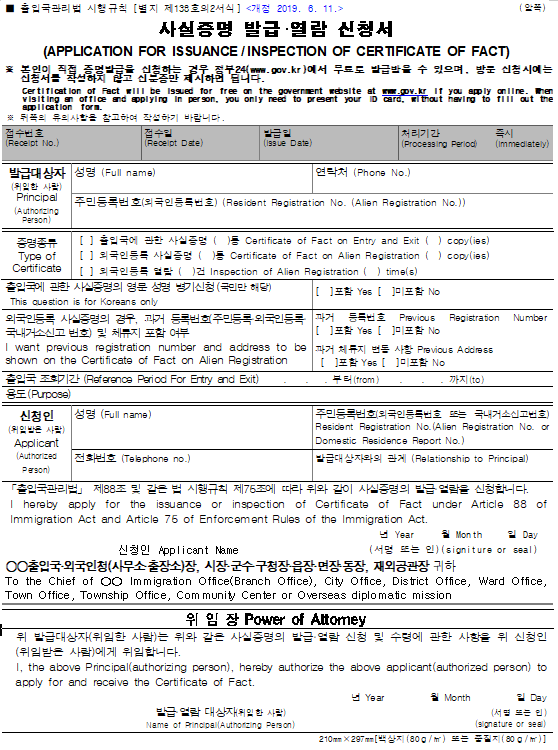 ■ 출입국관리법 시행규칙 [별지 제138호의2서식] <개정 2019. 6. 11.> (앞쪽)
사실증명 발급·열람 신청서
(APPLICATION FOR ISSUANCE/INSPECTION OF CERTIFICATE OF FACT)
※ 본인이 직접 증명발급을 신청하는 경우 정부24(www.gov.kr)에서 무료로 발급받을 수 있으며, 방문 신청시에는
신청서를 작성하지 않고 신분증만 제시하면 됩니다.
Certification of Fact will be issued for free on the government website at www.gov.kr if you apply online. When
visiting an office and applying in person, you only need to present your ID card, without having to fill out the
application form.
※ 뒤쪽의 유의사항을 참고하여 작성하기 바랍니다.
접수번호 접수일 발급일 처리기간 즉시
(Receipt No.) (Receipt Date) (Issue Date) (Processing Period) (Immediately)
발급대상자 성명 (Full name) 연락처 (Phone No.)
(위임한 사람)
Principal
(Authorizing
Person)
주민등록번호(외국인등록번호) (Resident Registration No. (Alien Registration No.))
증명종류
Type of
Certificate
[ ] 출입국에 관한 사실증명 ( )통 Certificate of Fact on Entry and Exit ( ) copy(ies)
[ ] 외국인등록 사실증명 ( )통 Certificate of Fact on Alien Registration ( ) copy(ies)
[ ] 외국인등록 열람 ( )건 Inspection of Alien Registration ( ) time(s)
출입국에 관한 사실증명의 영문 성명 병기신청 (국민만 해당)
This question is for Koreans only
[ ]포함 Yes [ ]미포함 No
외국인등록 사실증명의 경우, 과거 등록번호(주민등록·외국인등록·
국내거소신고 번호) 및 체류지 포함 여부
I want previous registration number and address to be
shown on the Certificate of Fact on Alien Registration
과거 등록번호 Previous Registration Number
[ ]포함 Yes [ ]미포함 No
과거 체류지 변동 사항 Previous Address
[ ]포함 Yes [ ]미포함 No
출입국 조회기간 (Reference Period For Entry and Exit) . . . 부터(from) . . . 까지(to)
용도(Purpose)
신청인
(위임받은 사람)
Applicant
(Authorized
Person)
성명 (Full name)
주민등록번호(외국인등록번호 또는 국내거소신고번호)
Resident Registration No.(Alien Registration No. or
Domestic Residence Report No.)
전화번호 (Telephone no.) 발급대상자와의 관계 (Relationship to Principal)
「출입국관리법」 제88조 및 같은 법 시행규칙 제75조에 따라 위와 같이 사실증명의 발급·열람을 신청합니다.
I hereby apply for the issuance or inspection of Certificate of Fact under Article 88 of
Immigration Act and Article 75 of Enforcement Rules of the Immigration Act.
년 Year 월 Month 일 Day
신청인 Applicant Name (서명 또는 인)(signiture or seal)
○○출입국·외국인청(사무소·출장소)장, 시장·군수·구청장·읍장·면장·동장, 재외공관장 귀하
To the Chief of ○○ Immigration Office(Branch Office), City Office, District Office, Ward Office,
Town Office, Township Office, Community Center or Overseas diplomatic mission
위 임 장 Power of Attorney
위 발급대상자(위임한 사람)는 위와 같은 사실증명의 발급·열람 신청 및 수령에 관한 사항을 위 신청인
(위임받은 사람)에게 위임합니다.
I, the above Principal(authorizing person), hereby authorize the above applicant(authorized person) to
apply for and receive the Certificate of Fact.
년 Year 월 Month 일 Day
발급·열람 대상자(위임한 사람) (서명 또는 인)
Name of Principal(Authorizing) (signature or seal)
210㎜×297㎜[백상지(80g/㎡) 또는 중질지(80g/㎡)]